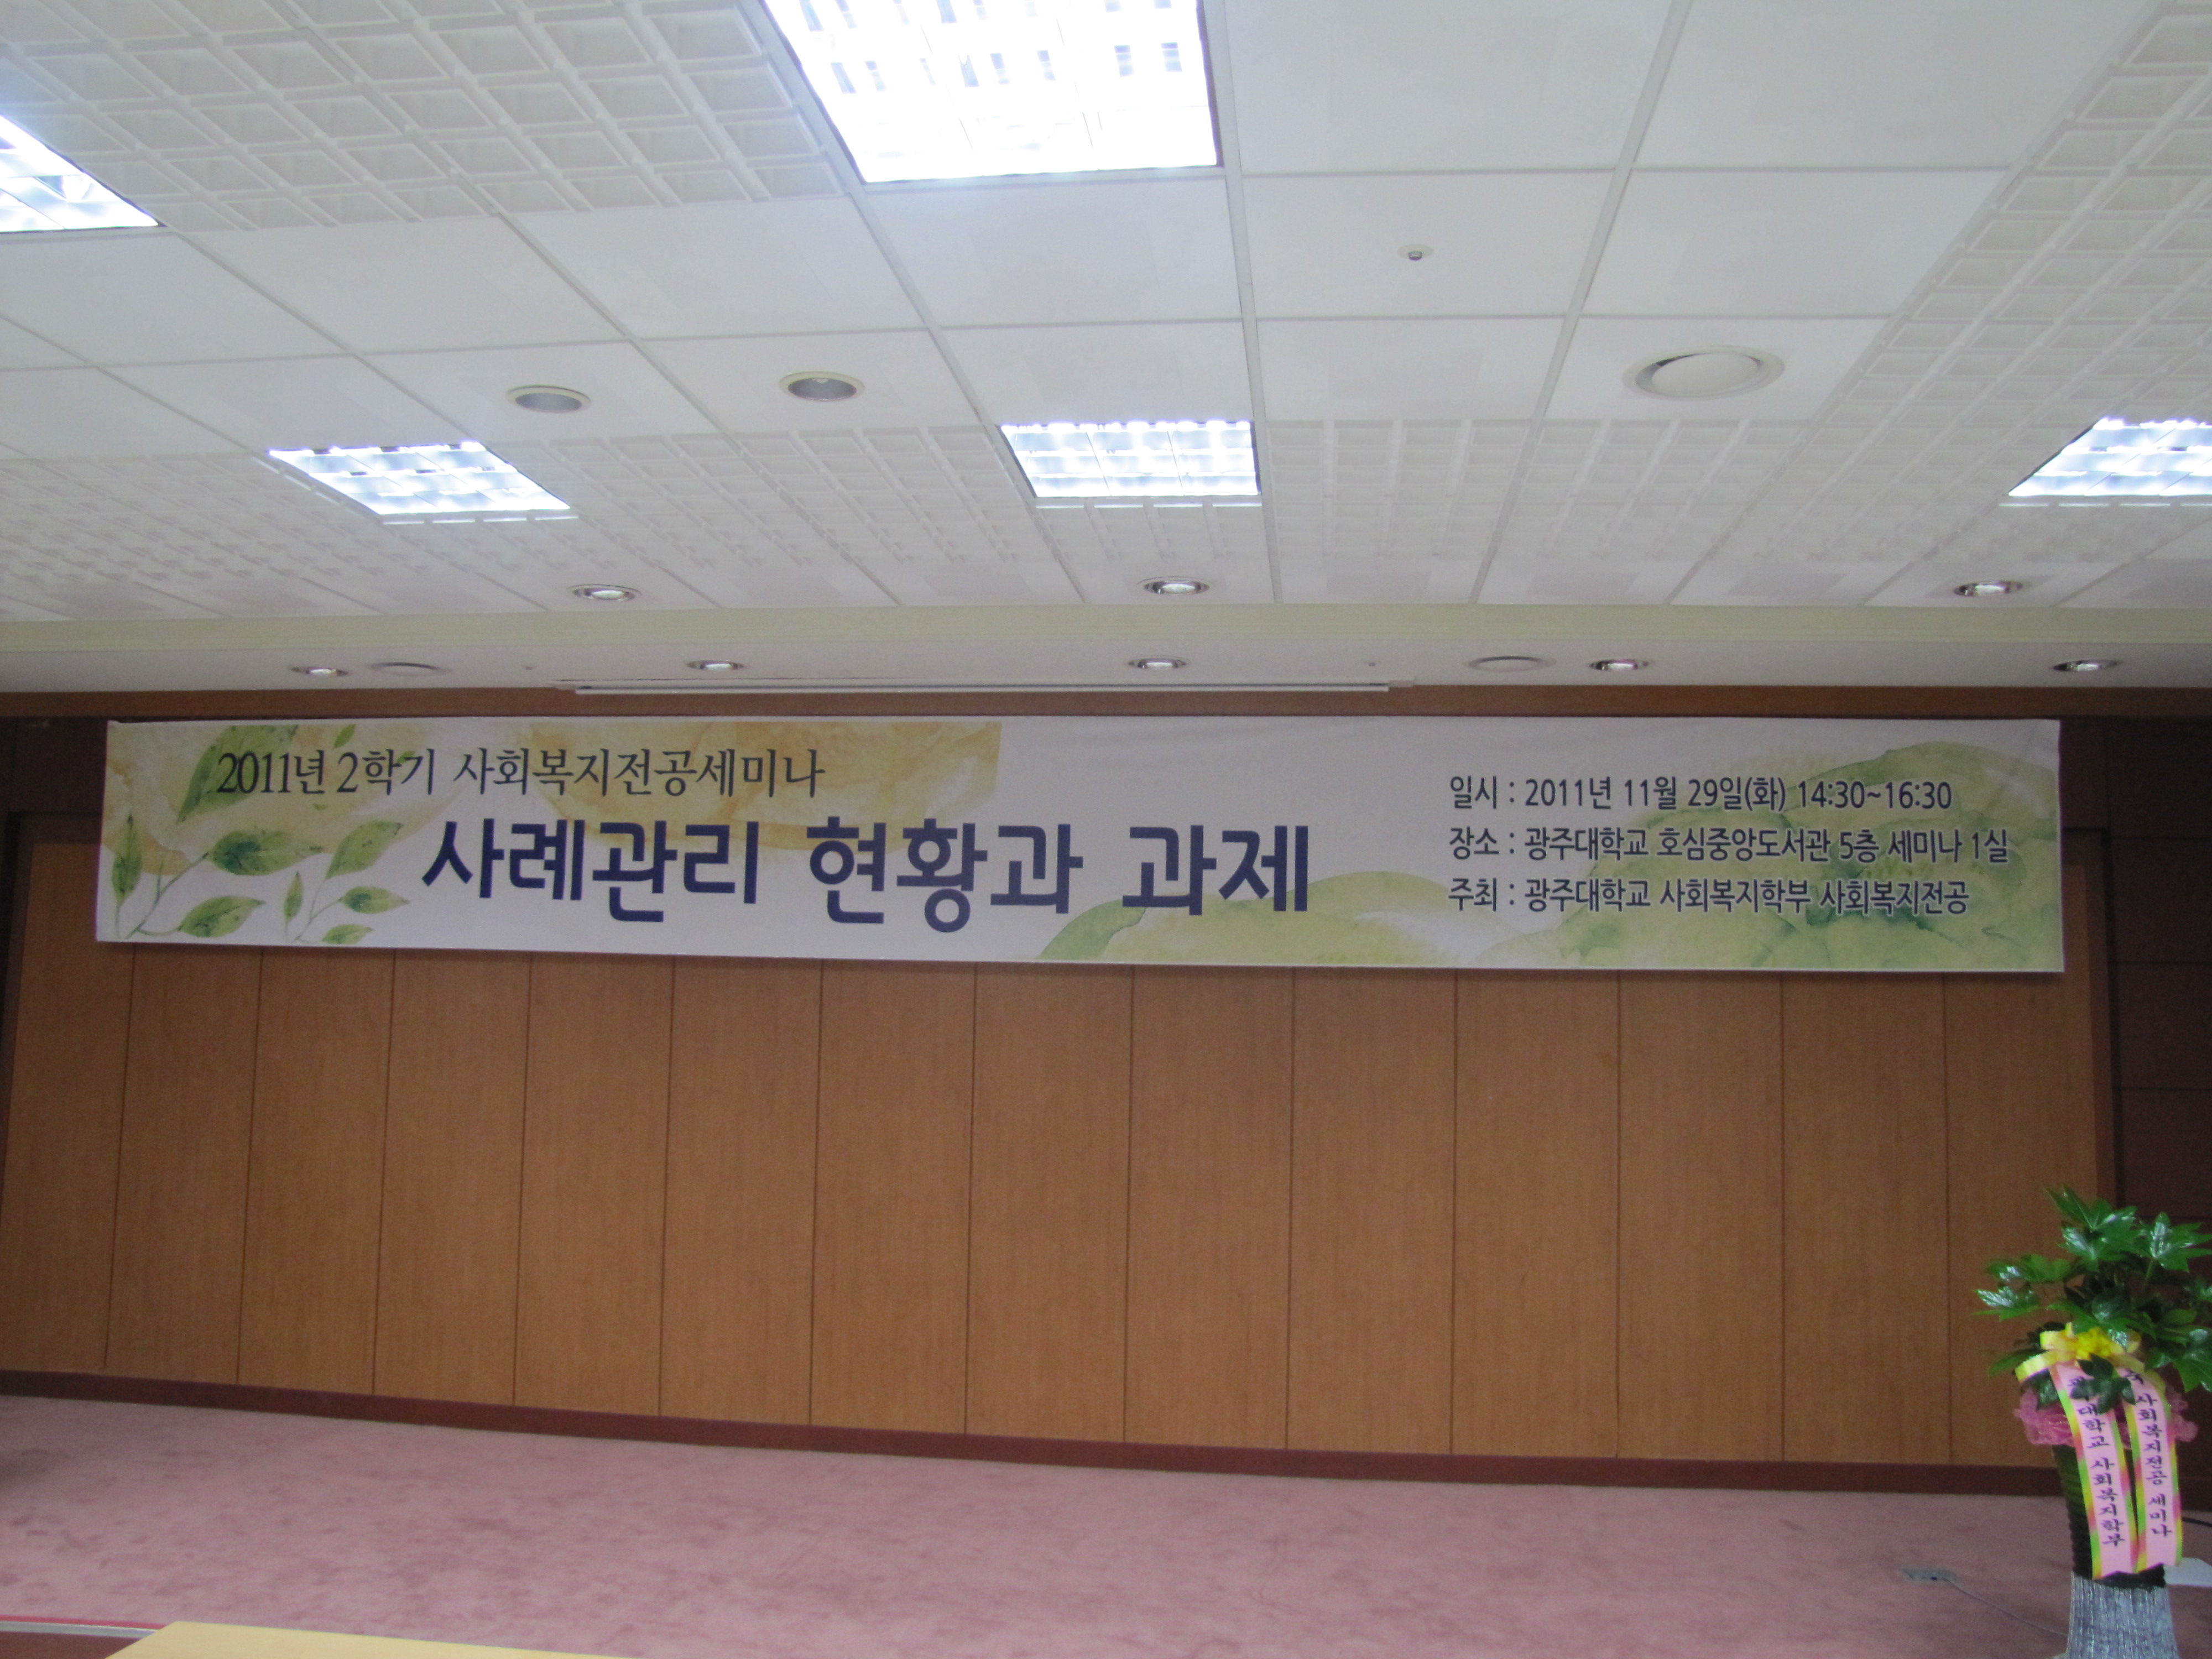 2011년 2학기 사회복지전공세미나
사례관리 현황과 과제
일시 : 2011년 11월 29일(화) 14:30~16:30
장소 : 광주대학교 호심중앙도서관 5층 세미나 1실
주최 : 광주대학교 사회복지학부 사회복지전공
사회복지전공 세미나
광주대학교 사회복지학부